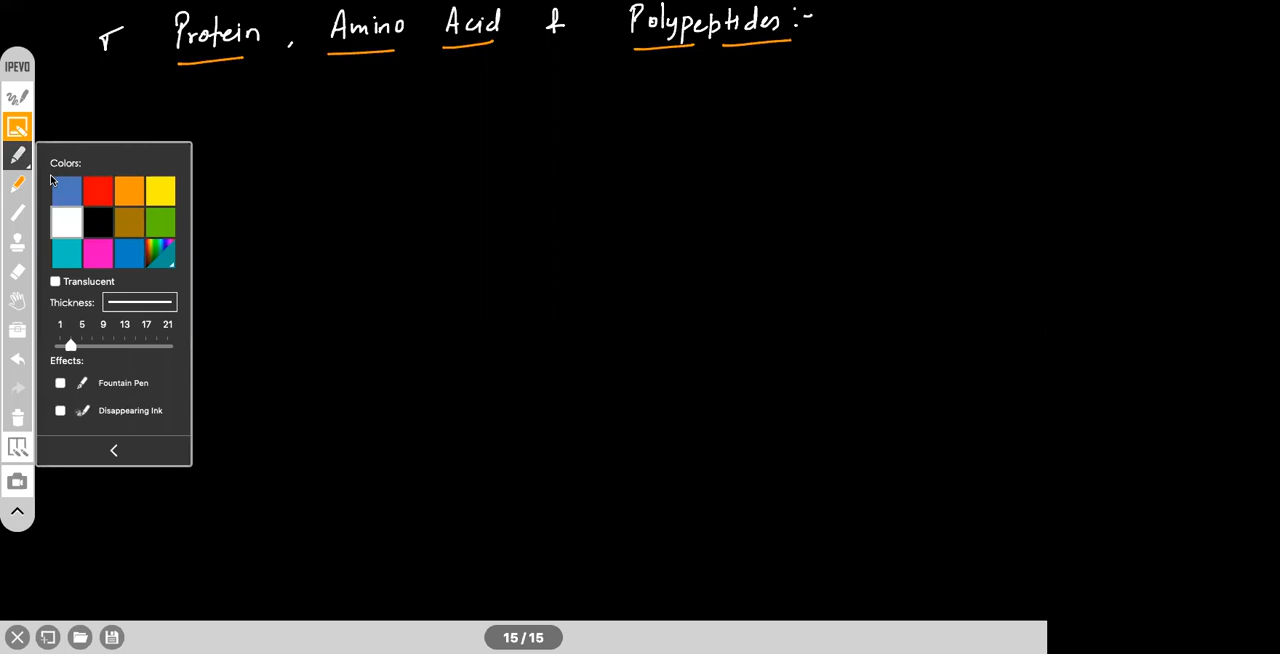 Protein, Amino Acid & Polypeptides :-
IPEVO
Colors:
Translucent
Thickness:
1 5 9 13 17 21
Effects:
Fountain Pen
Disappearing Ink
15/15